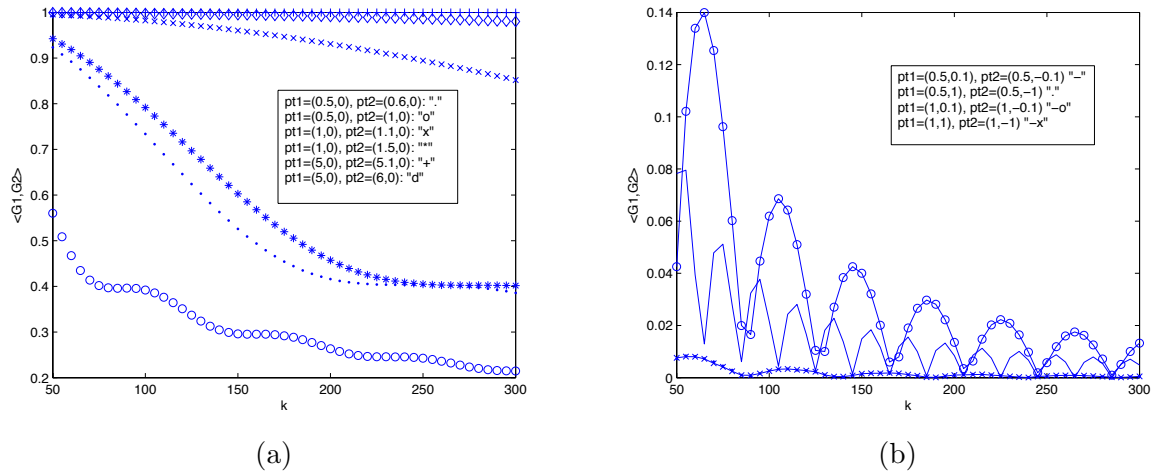 1
0.9
0.8
0.7
0.6
0.5
0.4
0.3
0.2
<G1,G2>
pt1=(0.5,0), pt2=(0.6,0): "."
pt1=(0.5,0), pt2=(1,0): "o"
pt1=(1,0), pt2=(1.1,0): "x"
pt1=(1,0), pt2=(1.5,0): "*"
pt1=(5,0), pt2=(5.1,0): "+"
pt1=(5,0), pt2=(6,0): "d"
50 100 150 200 250 300
k
(a)
0.14
0.12
0.1
0.08
0.06
0.04
0.02
0
<G1,G2>
pt1=(0.5,0.1), pt2=(0.5,−0.1) "−"
pt1=(0.5,1), pt2=(0.5,−1) "."
pt1=(1,0.1), pt2=(1,−0.1) "−o"
pt1=(1,1), pt2=(1,−1) "−x"
50 100 150 200 250 300
k
(b)